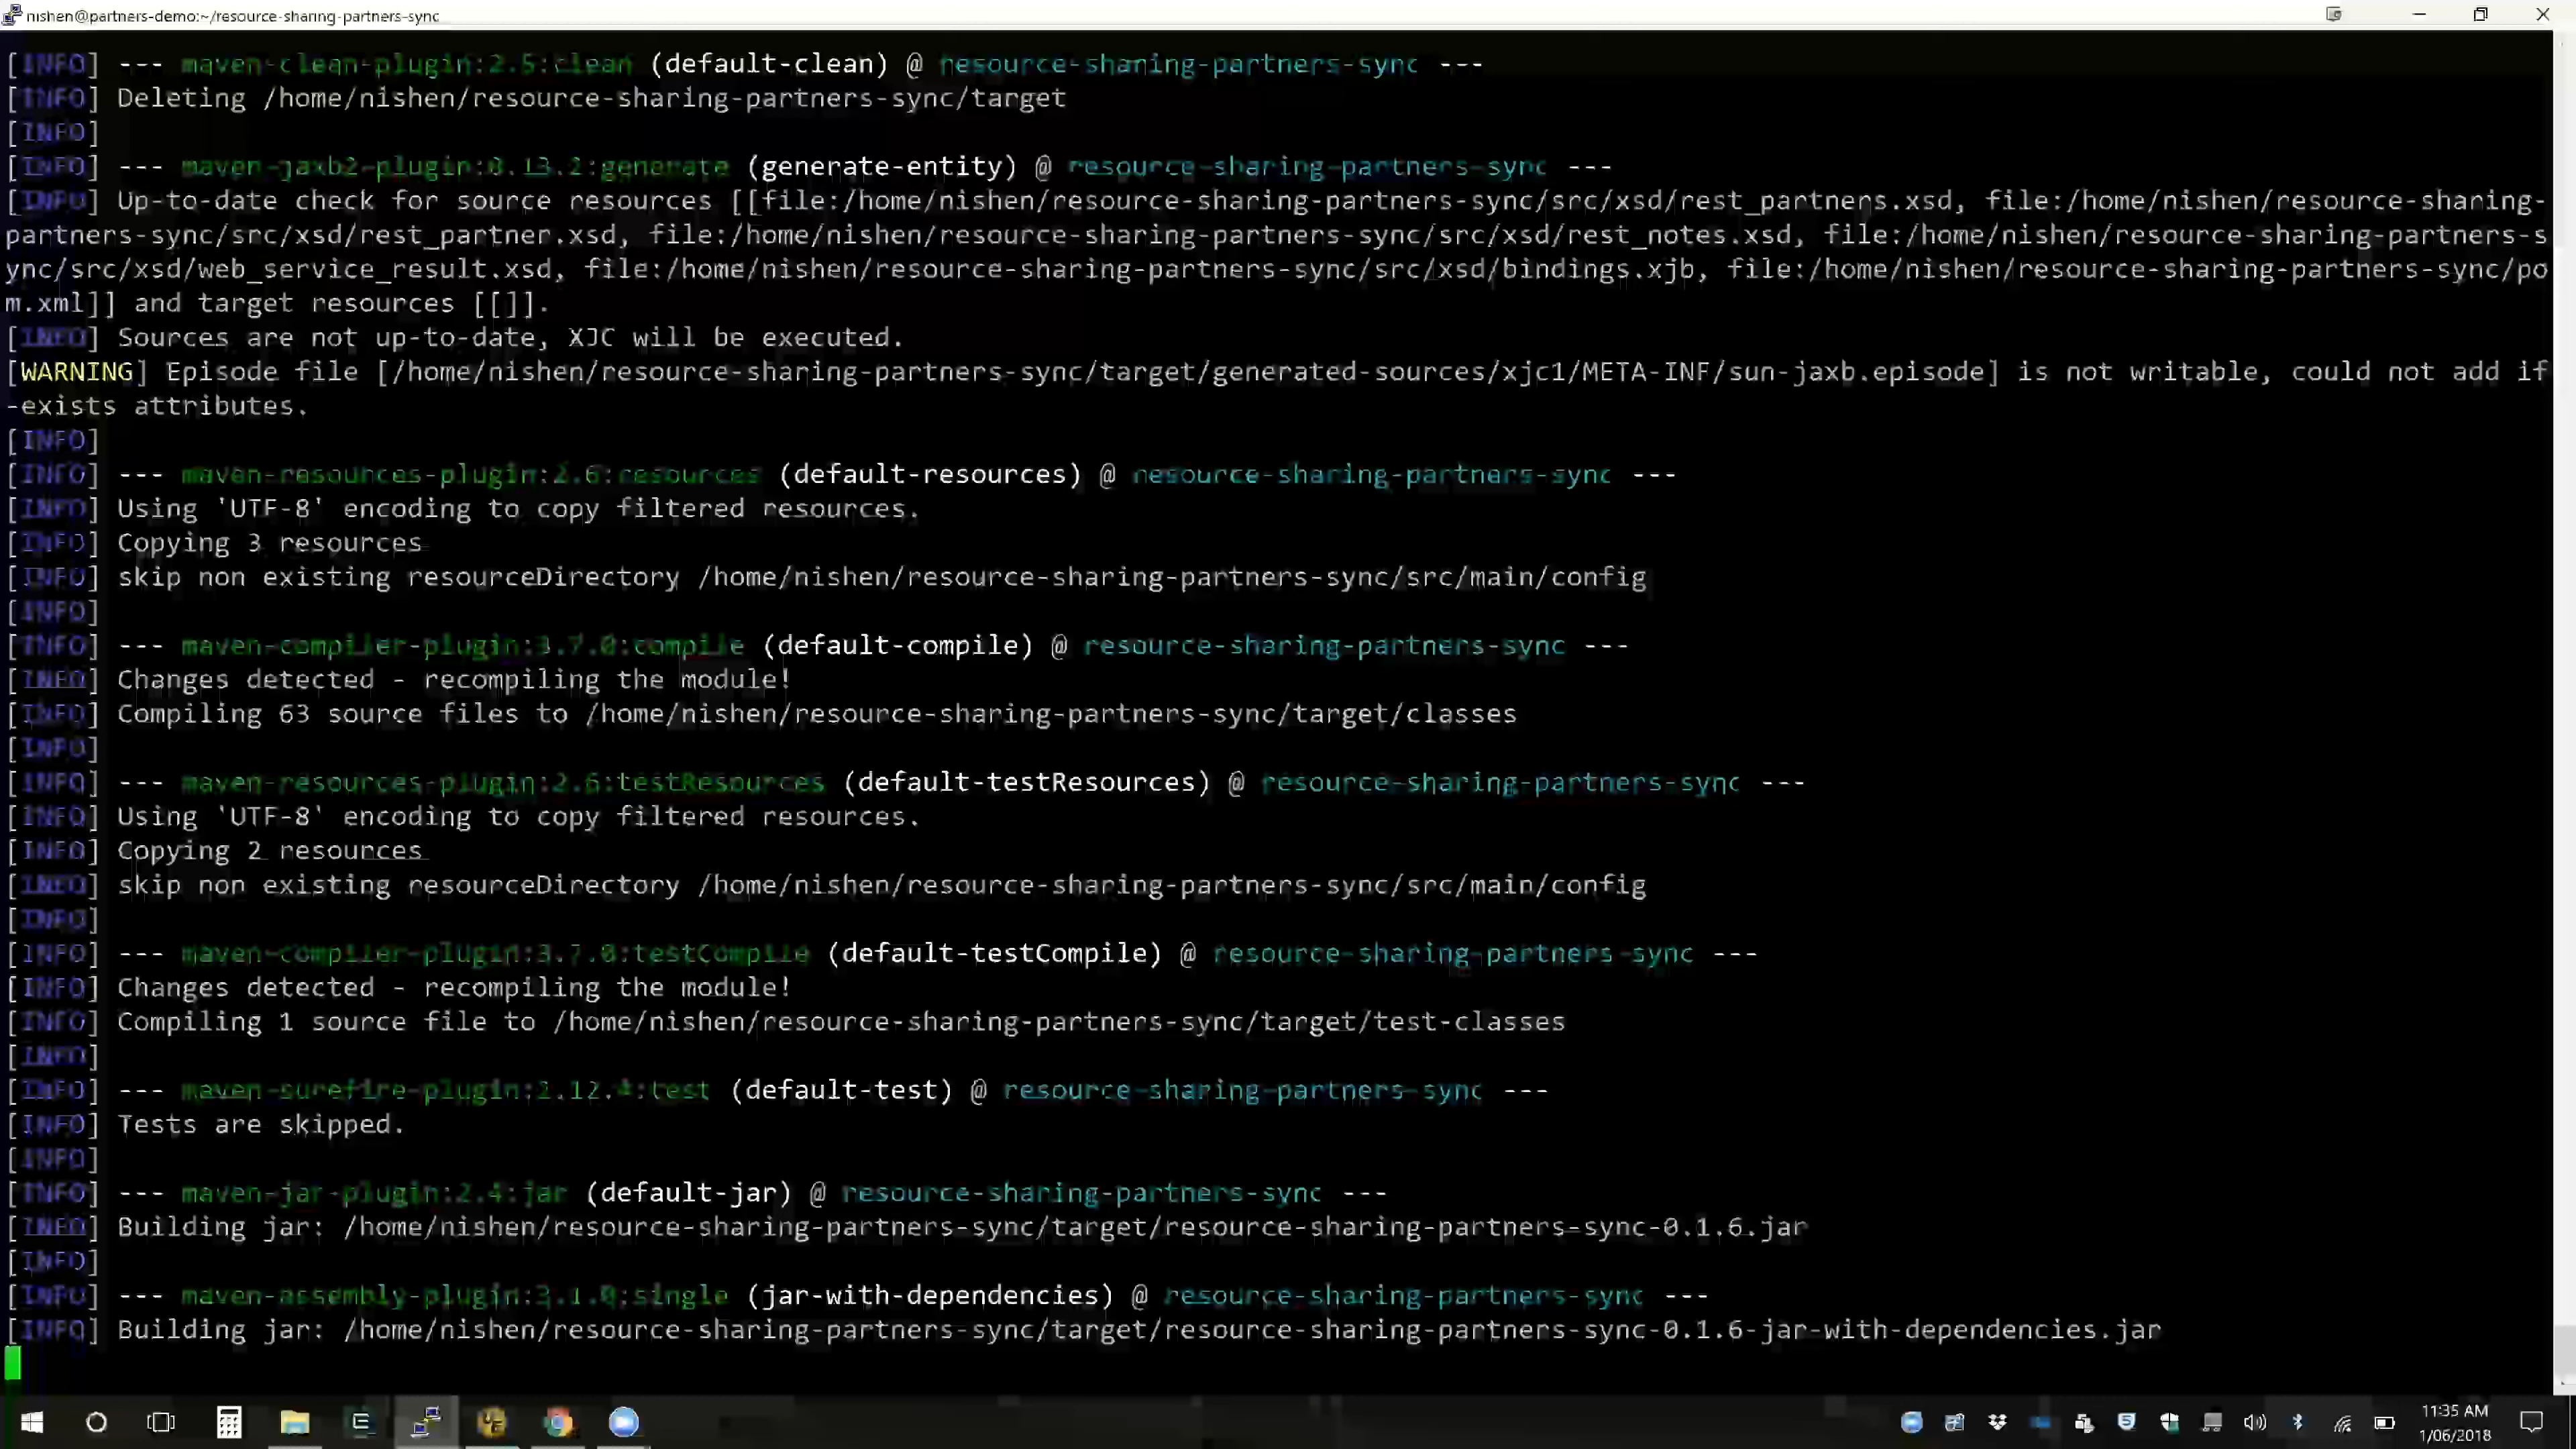 nishen@partners-demo:~/resource-sharing-partners-sync
[INFO] --- maven-clean-plugin:2.5:clean (default-clean) @ resource-sharing-partners-sync ---
[INFO] Deleting /home/nishen/resource-sharing-partners-sync/target
[INFO]
[INFO] --- maven-jaxb2-plugin:0.13.2:generate (generate-entity) @ resource-sharing-partners-sync ---
[INFO] Up-to-date check for source resources [[file:/home/nishen/resource-sharing-partners-sync/src/xsd/rest_partners.xsd, file:/home/nishen/resource-sharing-
partners-sync/src/xsd/rest_partner.xsd, file:/home/nishen/resource-sharing-partners-sync/src/xsd/rest_notes.xsd, file:/home/nishen/resource-sharing-partners-s
ync/src/xsd/web_service_result.xsd, file:/home/nishen/resource-sharing-partners-sync/src/xsd/bindings.xjb, file:/home/nishen/resource-sharing-partners-sync/po
m.xml]] and target resources [[]].
[INFO] Sources are not up-to-date, XJC will be executed.
[WARNING] Episode file [/home/nishen/resource-sharing-partners-sync/target/generated-sources/xjc1/META-INF/sun-jaxb.episode] is not writable, could not add if
-exists attributes.
[INFO]
[INFO] --- maven-resources-plugin:2.6:resources (default-resources) @ resource-sharing-partners-sync ---
[INFO] Using 'UTF-8' encoding to copy filtered resources.
[INFO] Copying 3 resources
[INFO] skip non existing resourceDirectory /home/nishen/resource-sharing-partners-sync/src/main/config
[INFO]
[INFO] --- maven-compiler-plugin:3.7.0:compile (default-compile) @ resource-sharing-partners-sync ---
[INFO] Changes detected - recompiling the module!
[INFO] Compiling 63 source files to /home/nishen/resource-sharing-partners-sync/target/classes
[INFO]
[INFO] --- maven-resources-plugin:2.6:testResources (default-testResources) @ resource-sharing-partners-sync ---
[INFO] Using 'UTF-8' encoding to copy filtered resources.
[INFO] Copying 2 resources
[INFO] skip non existing resourceDirectory /home/nishen/resource-sharing-partners-sync/src/main/config
[INFO]
[INFO] --- maven-compiler-plugin:3.7.0:testCompile (default-testCompile) @ resource-sharing-partners-sync ---
[INFO] Changes detected - recompiling the module!
[INFO] Compiling 1 source file to /home/nishen/resource-sharing-partners-sync/target/test-classes
[INFO]
[INFO] --- maven-surefire-plugin:2.12.4:test (default-test) @ resource-sharing-partners-sync ---
[INFO] Tests are skipped.
[INFO]
[INFO] --- maven-jar-plugin:2.4:jar (default-jar) @ resource-sharing-partners-sync ---
[INFO] Building jar: /home/nishen/resource-sharing-partners-sync/target/resource-sharing-partners-sync-0.1.6.jar
[INFO]
[INFO] --- maven-assembly-plugin:3.1.0:single (jar-with-dependencies) @ resource-sharing-partners-sync ---
[INFO] Building jar: /home/nishen/resource-sharing-partners-sync/target/resource-sharing-partners-sync-0.1.6-jar-with-dependencies.jar
11:35 AM
1/06/2018